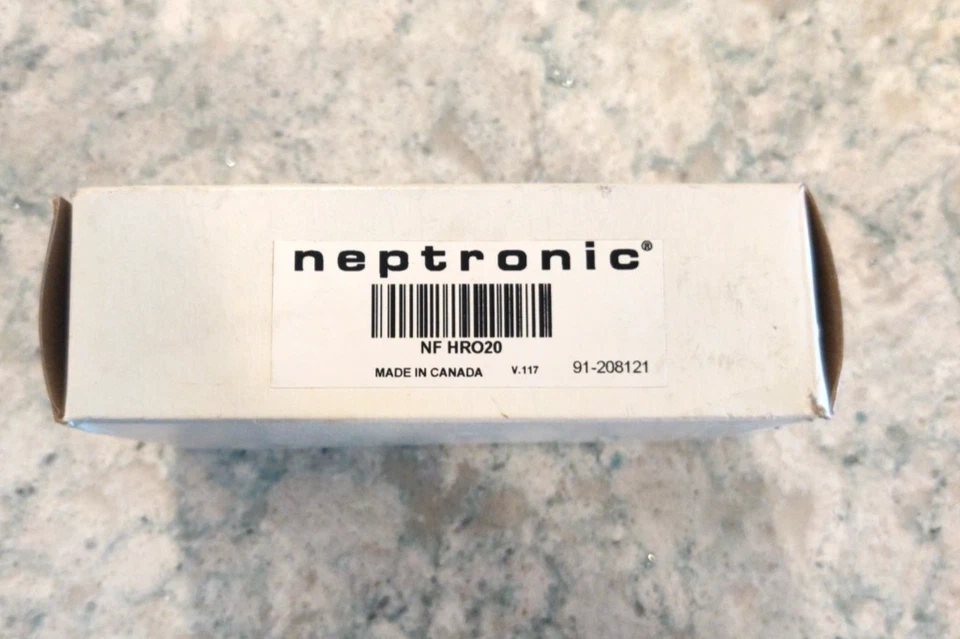 neptronic®
NF HRO20
MADE IN CANADA V.117 91-208121